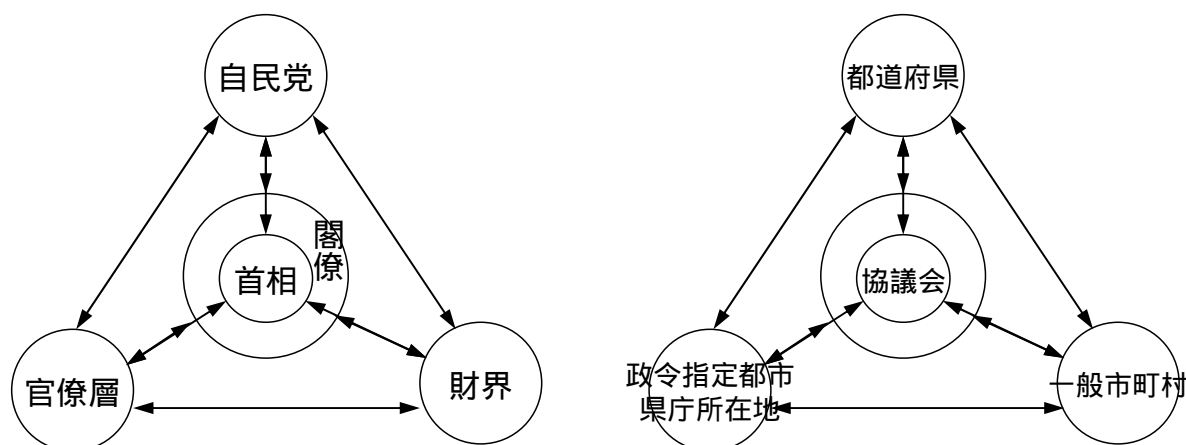 自民党
閣僚
首相
官僚層
財界
都道府県
協議会
政令指定都市
県庁所在地
一般市町村